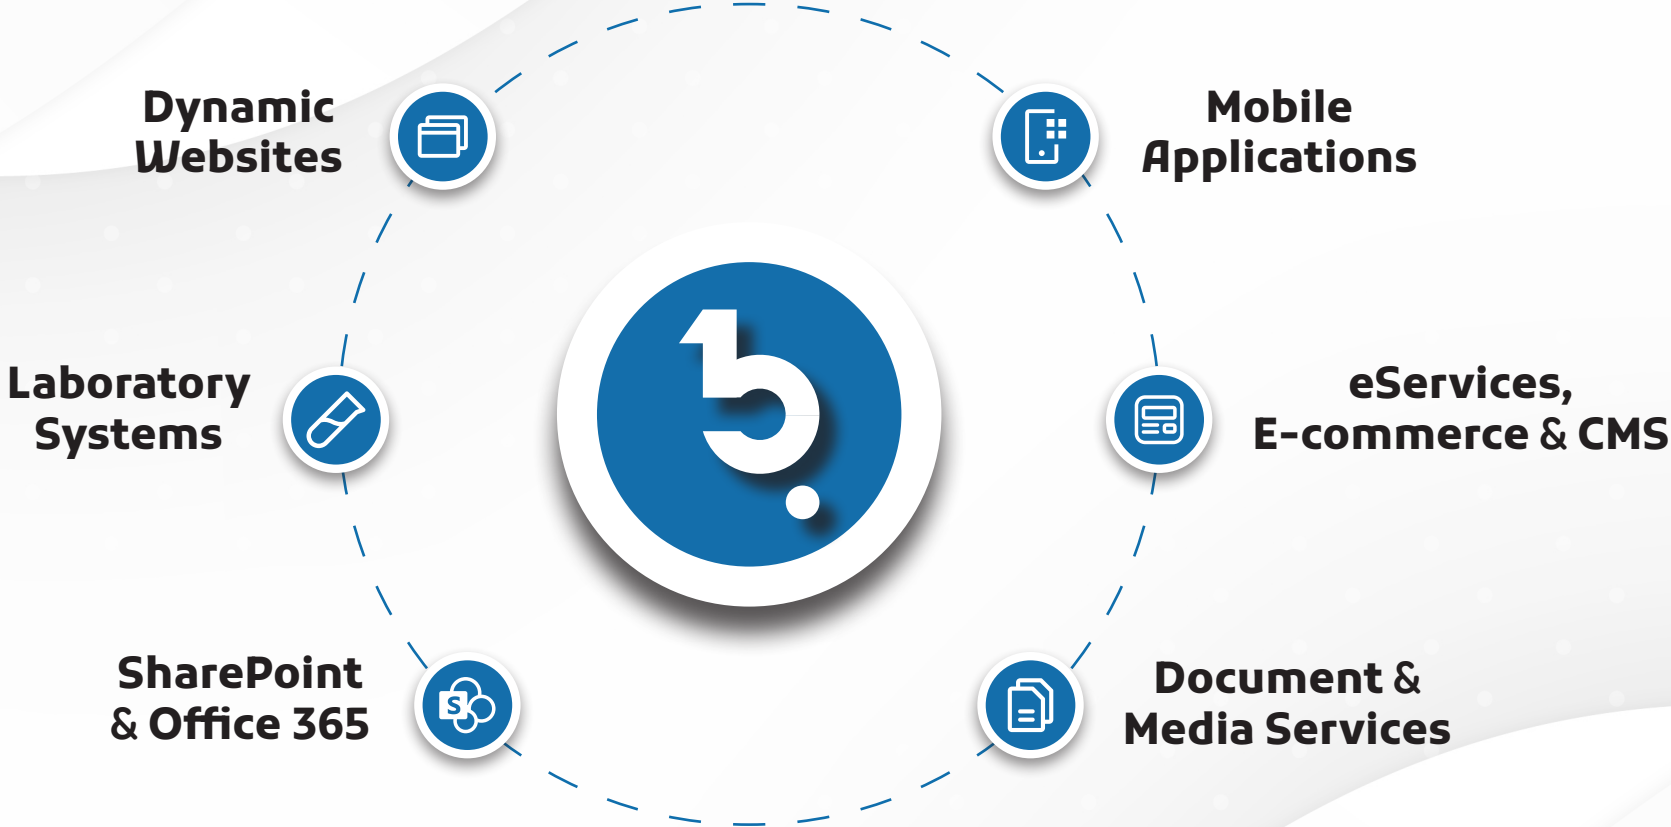 Dynamic
Websites
Mobile
Applications
Laboratory
Systems
eServices,
E-commerce & CMS
SharePoint
& Office 365
S
Document &
Media Services